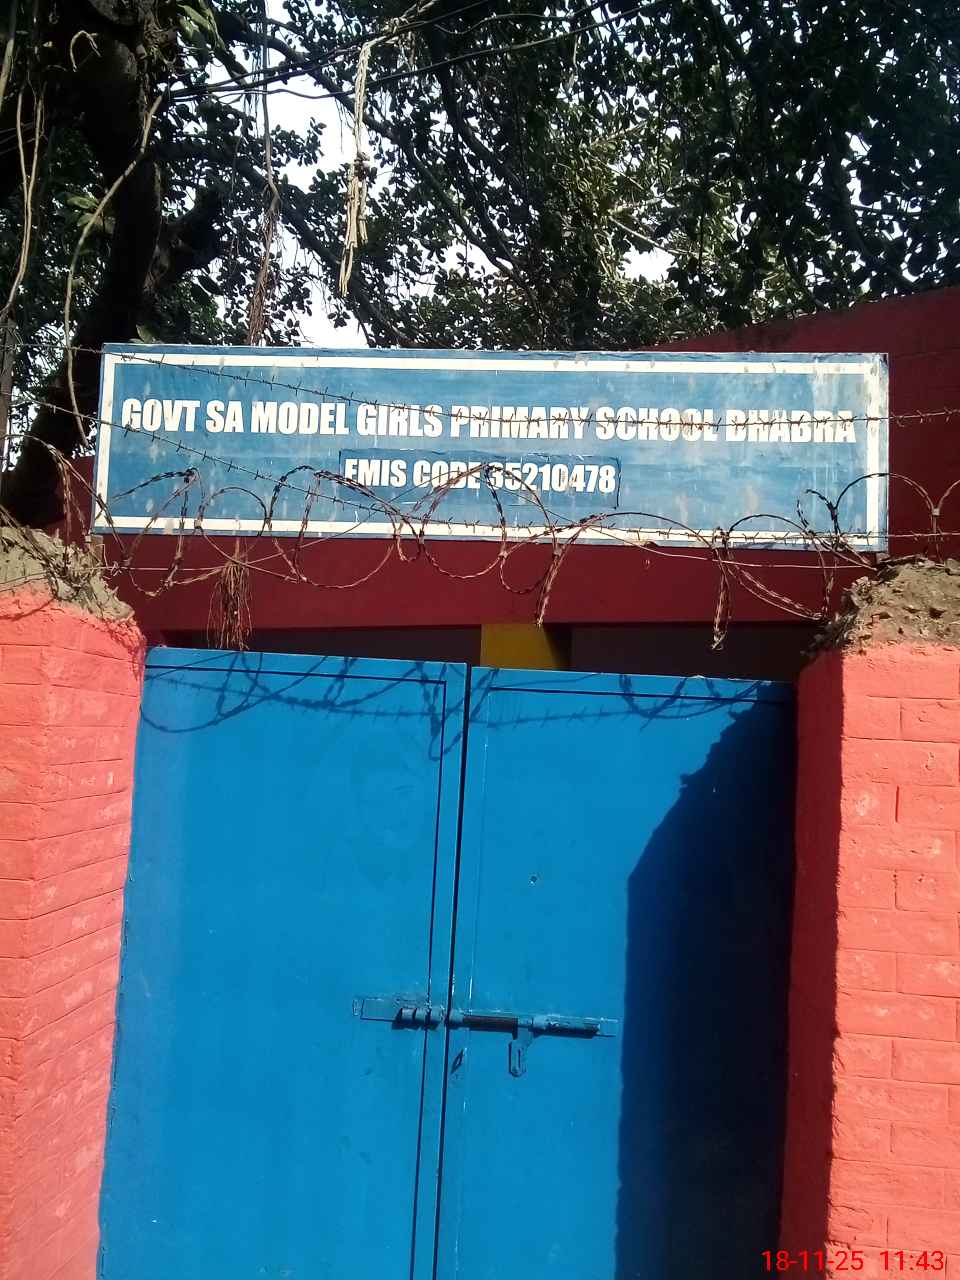 GOVT SA MODEL GIRLS PRIMARY SCHOOL DHABRA
EMIS CODE 35210478
18-11-25 11:43